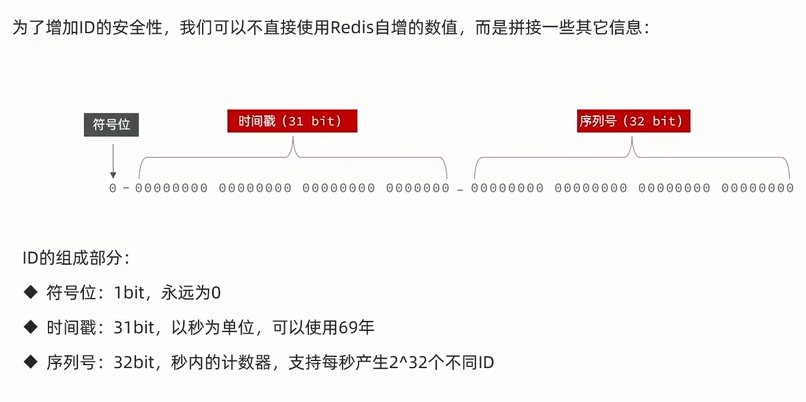 为了增加ID的安全性，我们可以不直接使用Redis自增的数值，而是拼接一些其它信息：
符号位
时间戳（31 bit）
序列号（32 bit）
0-00000000 00000000 00000000 0000000-00000000 00000000 00000000 00000000
ID的组成部分：
◆ 符号位：1bit，永远为0
◆ 时间戳：31bit，以秒为单位，可以使用69年
◆ 序列号：32bit，秒内的计数器，支持每秒产生2^32个不同ID